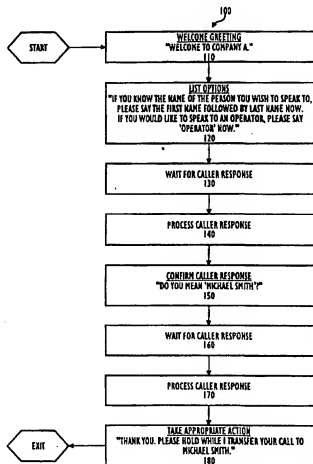 100
START
WELCOME GREETING
"WELCOME TO COMPANY A."
110
LIST OPTIONS
"IF YOU KNOW THE NAME OF THE PERSON YOU WISH TO SPEAK TO,
PLEASE SAY THE FIRST NAME FOLLOWED BY LAST NAME NOW.
IF YOU WOULD LIKE TO SPEAK TO AN OPERATOR, PLEASE SAY
'OPERATOR' NOW."
120
WAIT FOR CALLER RESPONSE
130
PROCESS CALLER RESPONSE
140
CONFIRM CALLER RESPONSE
"DO YOU MEAN 'MICHAEL SMITH'?"
150
WAIT FOR CALLER RESPONSE
160
PROCESS CALLER RESPONSE
170
TAKE APPROPRIATE ACTION
"THANK YOU. PLEASE HOLD WHILE I TRANSFER YOUR CALL TO
MICHAEL SMITH."
180
EXIT